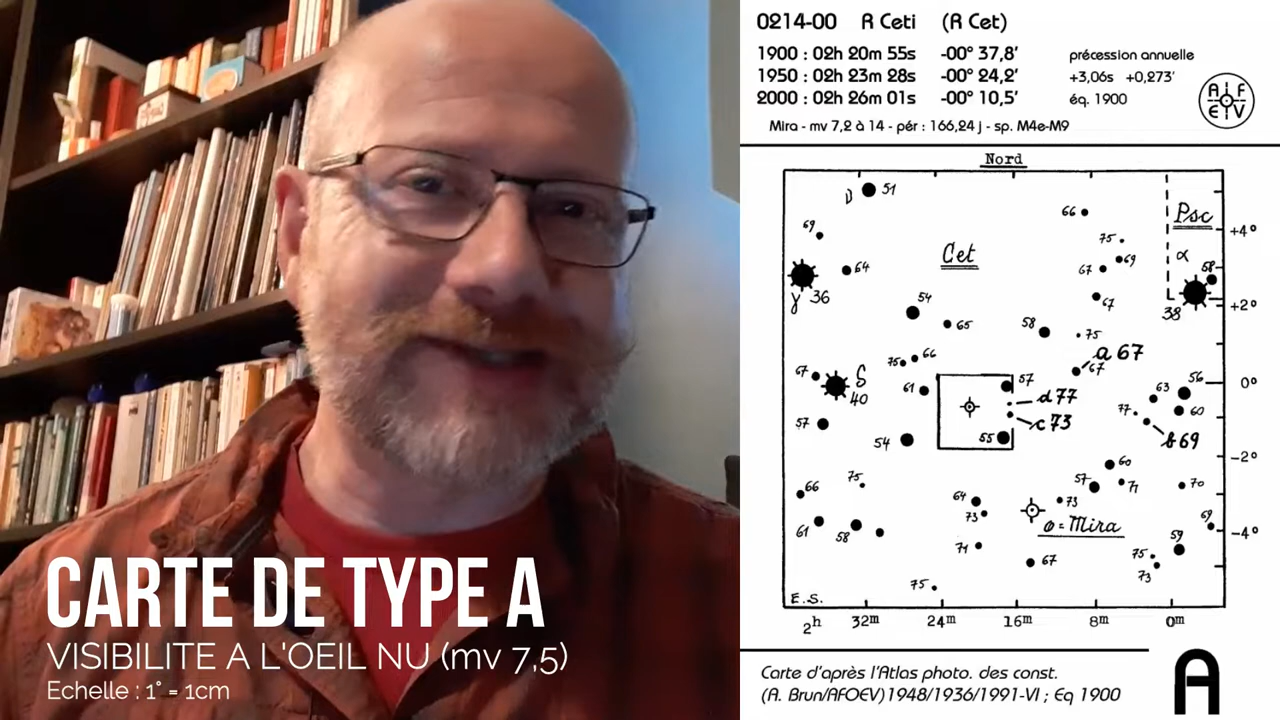 0214-00 R Ceti (R Cet)
1900 : 02h 20m 55s -00° 37,8'
précession annuelle
1950 : 02h 23m 28s -00° 24,2'
+3,06s +0,273'
2000 : 02h 26m 01s -00° 10,5'
éq. 1900
A F
E V
Mira - mv 7,2 à 14 - pér : 166,24 j - sp. M4e-M9
Nord
ν 51
66
Psc
69
75
+4°
Cet
69
α
64
67
58
γ 36
67
38
+2°
54
65
58
75
a 67
66
75
67
67
δ
40
61
57
56
0°
d 77
63
60
77
57
c 73
b 69
54
55
-2°
60
75
57
71
70
66
64
73
73
69
61
58
ο = Mira
-4°
71
59
67
75
73
75
E.S.
2h 32m 24m 16m 8m 0m
Carte d'après l'Atlas photo. des const.
(A. Brun/AFOEV)1948/1936/1991-VI ; Eq 1900
A
CARTE DE TYPE A
VISIBILITE A L'OEIL NU (mv 7,5)
Echelle : 1° = 1cm